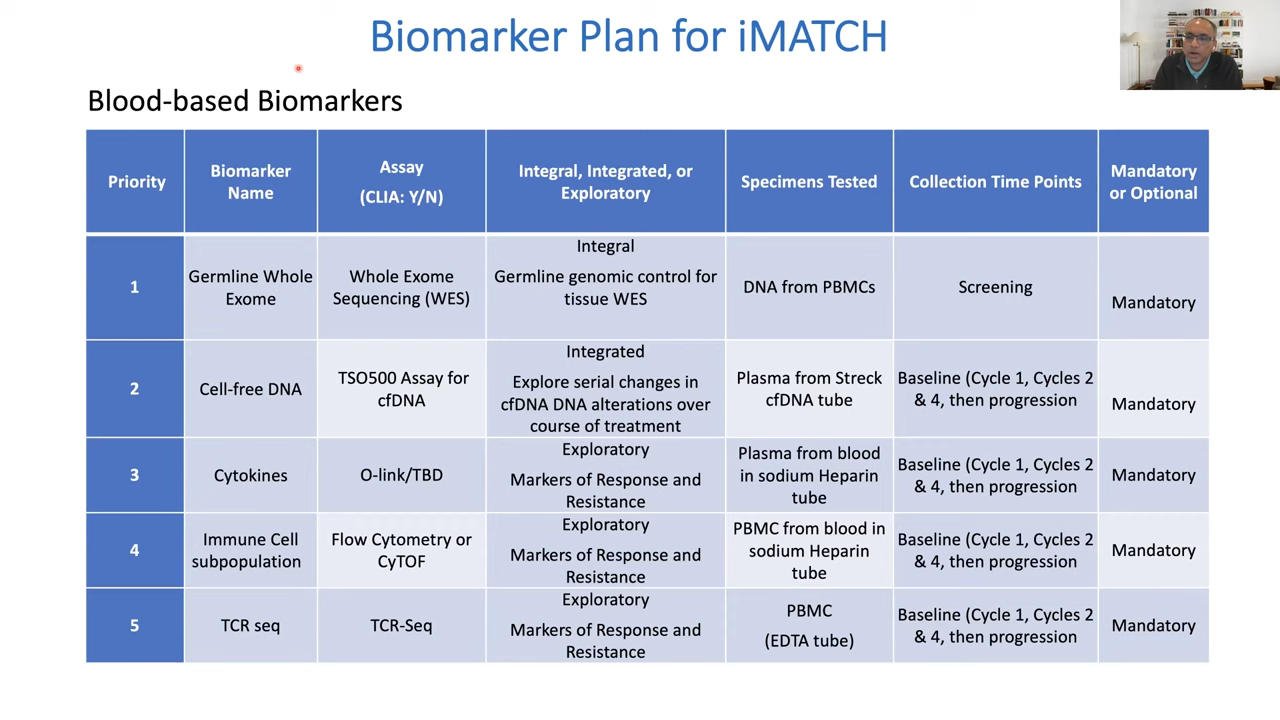 Biomarker Plan for iMATCH
Blood-based Biomarkers
Priority
Biomarker
Name
Assay
(CLIA: Y/N)
Integral, Integrated, or
Exploratory
Specimens Tested
Collection Time Points
Mandatory
or Optional
1
Germline Whole
Exome
Whole Exome
Sequencing (WES)
Integral
Germline genomic control for
tissue WES
DNA from PBMCs
Screening
Mandatory
2
Cell-free DNA
TSO500 Assay for
cfDNA
Integrated
Explore serial changes in
cfDNA DNA alterations over
course of treatment
Plasma from Streck
cfDNA tube
Baseline (Cycle 1, Cycles 2
& 4, then progression
Mandatory
3
Cytokines
O-link/TBD
Exploratory
Markers of Response and
Resistance
Plasma from blood
in sodium Heparin
tube
Baseline (Cycle 1, Cycles 2
& 4, then progression
Mandatory
4
Immune Cell
subpopulation
Flow Cytometry or
CyTOF
Exploratory
Markers of Response and
Resistance
PBMC from blood in
sodium Heparin
tube
Baseline (Cycle 1, Cycles 2
& 4, then progression
Mandatory
5
TCR seq
TCR-Seq
Exploratory
Markers of Response and
Resistance
PBMC
(EDTA tube)
Baseline (Cycle 1, Cycles 2
& 4, then progression
Mandatory